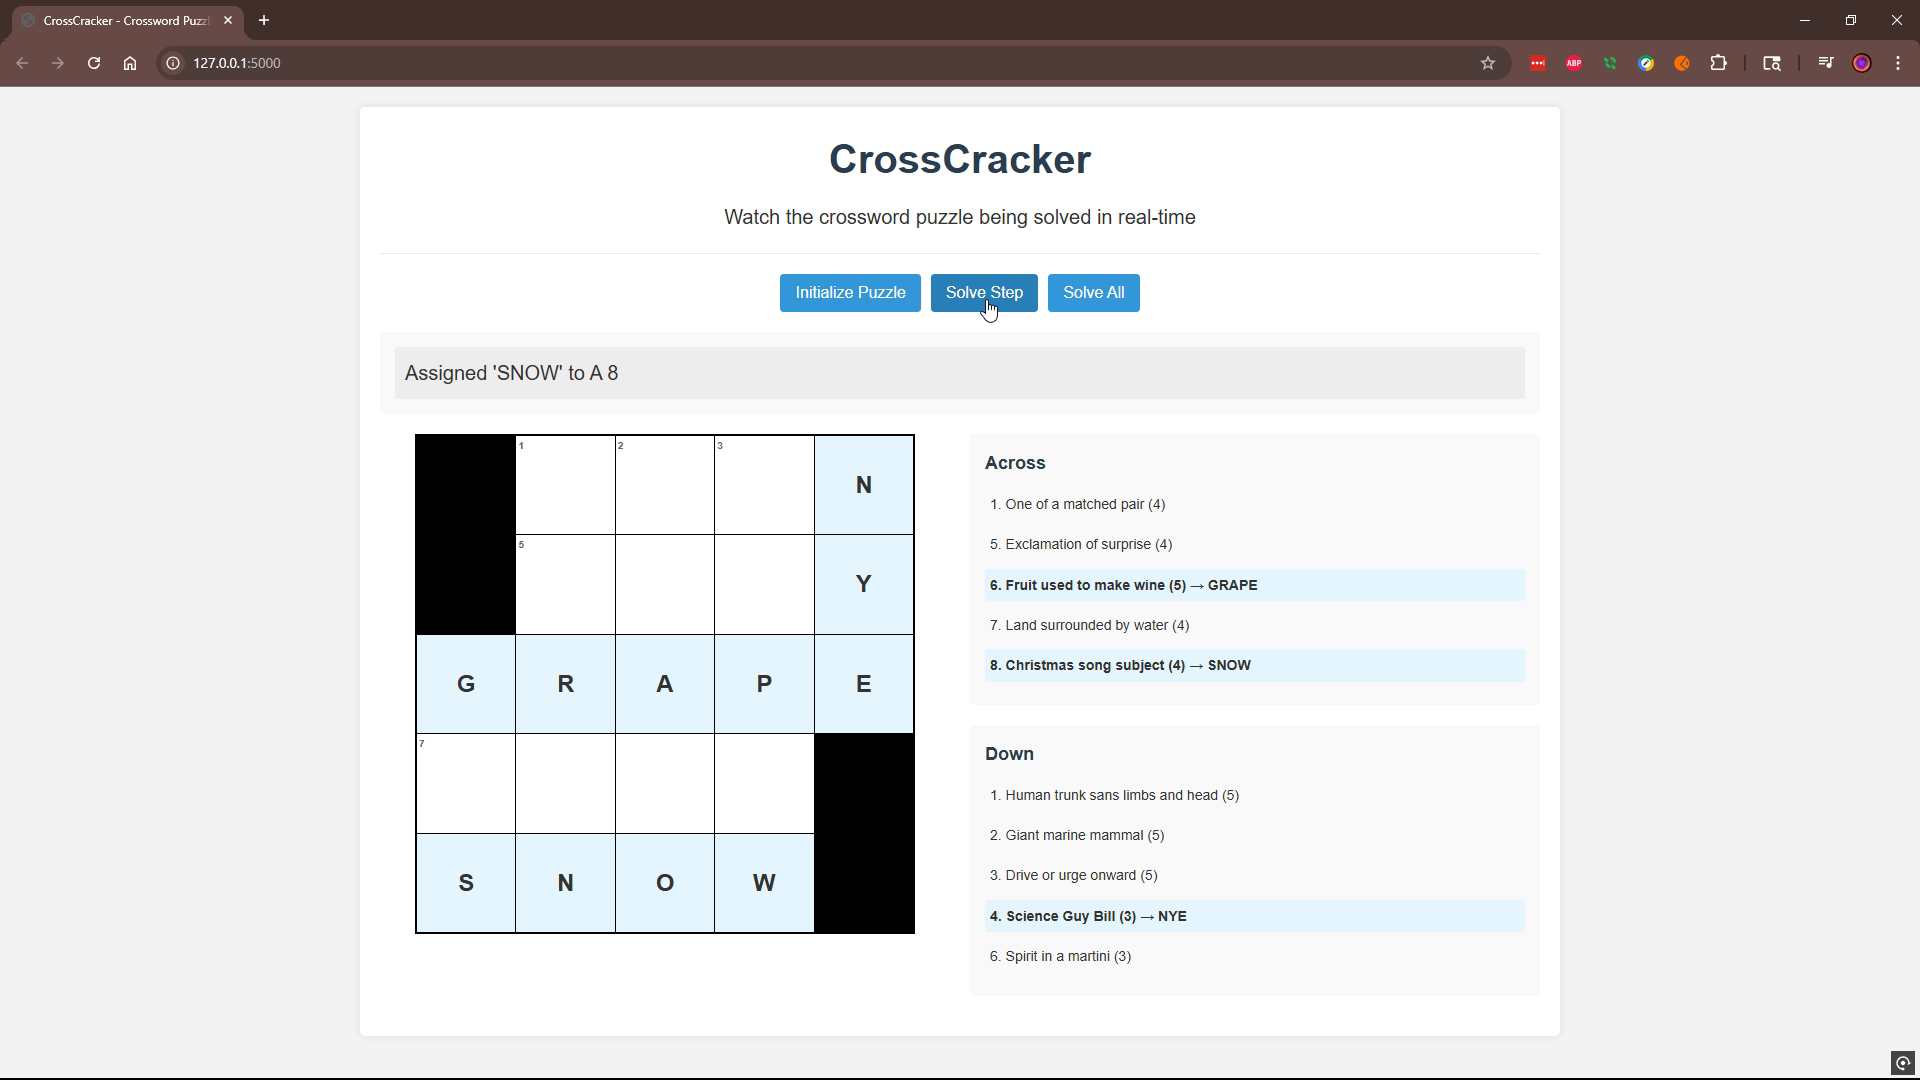 CrossCracker - Crossword Puzzl
127.0.0.1:5000
ABP
CrossCracker
Watch the crossword puzzle being solved in real-time
Initialize Puzzle
Solve Step
Solve All
Assigned 'SNOW' to A 8
1 2 3 N
5 Y
G R A P E
7
S N O W
Across
1. One of a matched pair (4)
5. Exclamation of surprise (4)
6. Fruit used to make wine (5) → GRAPE
7. Land surrounded by water (4)
8. Christmas song subject (4) → SNOW
Down
1. Human trunk sans limbs and head (5)
2. Giant marine mammal (5)
3. Drive or urge onward (5)
4. Science Guy Bill (3) → NYE
6. Spirit in a martini (3)